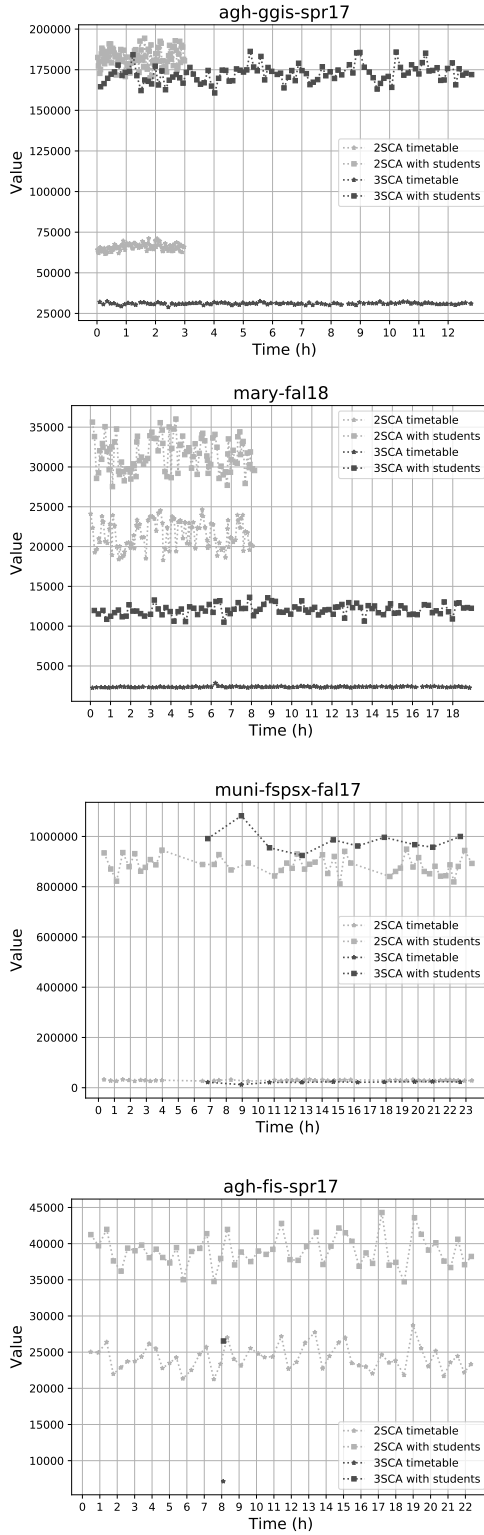 agh-ggis-spr17
200000
175000
150000
125000
100000
75000
50000
25000
Value
2SCA timetable
2SCA with students
3SCA timetable
3SCA with students
0 1 2 3 4 5 6 7 8 9 10 11 12
Time (h)
mary-fal18
35000
30000
25000
20000
15000
10000
5000
Value
2SCA timetable
2SCA with students
3SCA timetable
3SCA with students
0 1 2 3 4 5 6 7 8 9 10 11 12 13 14 15 16 17 18
Time (h)
muni-fspsx-fal17
1000000
800000
600000
400000
200000
0
Value
2SCA timetable
2SCA with students
3SCA timetable
3SCA with students
0 1 2 3 4 5 6 7 8 9 10 11 12 13 14 15 16 17 18 19 20 21 22 23
Time (h)
agh-fis-spr17
45000
40000
35000
30000
25000
20000
15000
10000
Value
2SCA timetable
2SCA with students
3SCA timetable
3SCA with students
0 1 2 3 4 5 6 7 8 9 10 11 12 13 14 15 16 17 18 19 20 21 22
Time (h)